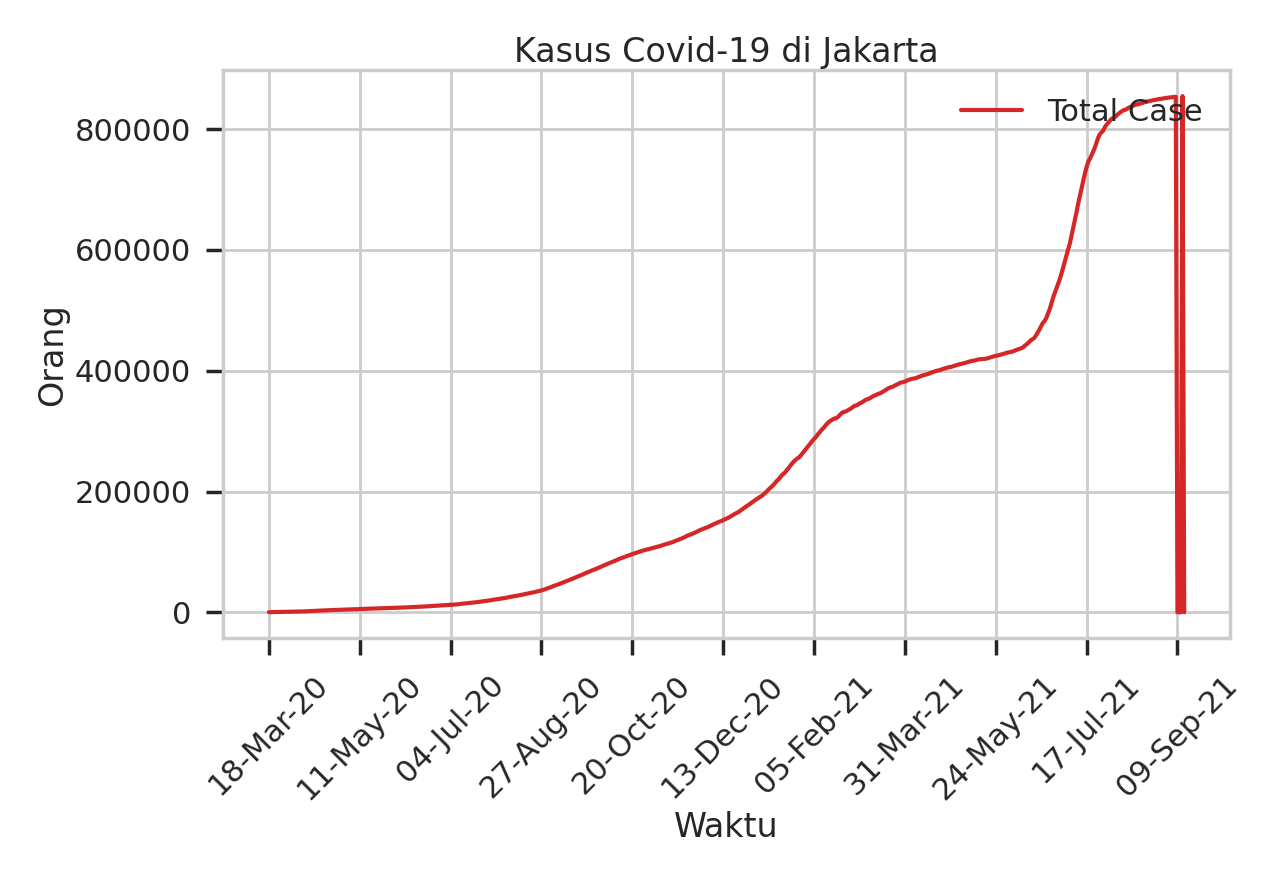 Kasus Covid-19 di Jakarta
Total Case
Orang
800000
600000
400000
200000
0
18-Mar-20
11-May-20
04-Jul-20
27-Aug-20
20-Oct-20
13-Dec-20
05-Feb-21
31-Mar-21
24-May-21
17-Jul-21
09-Sep-21
Waktu